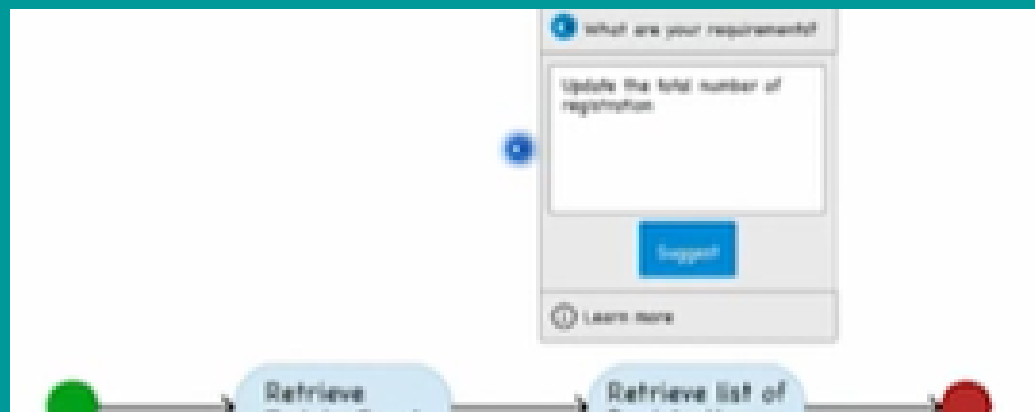 What are your requirements?
Update the total number of
registration
Suggest
Learn more
Retrieve
Retrieve list of